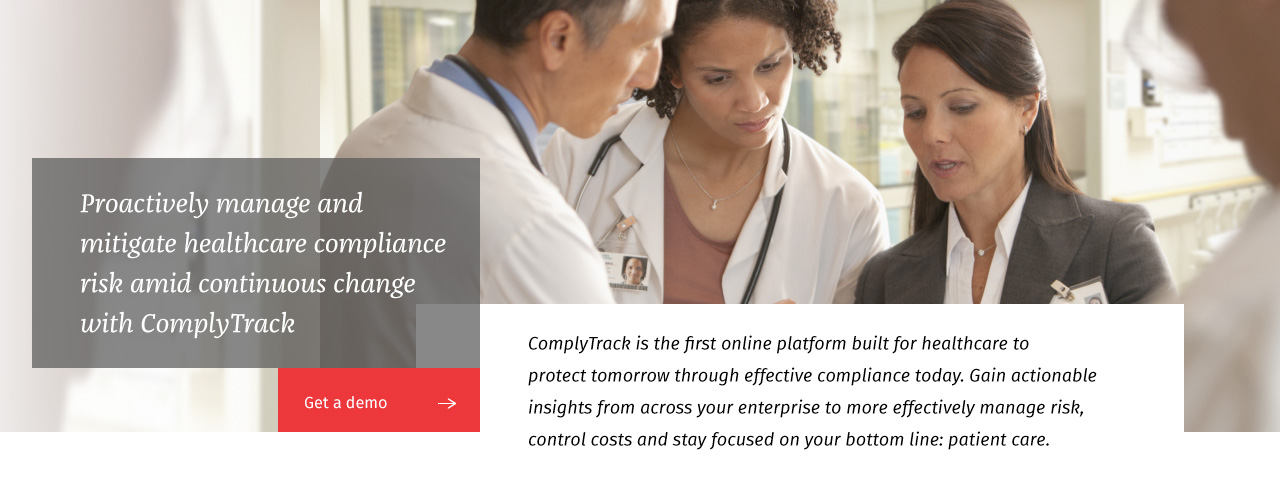 Proactively manage and
mitigate healthcare compliance
risk amid continuous change
with ComplyTrack
Get a demo
ComplyTrack is the first online platform built for healthcare to
protect tomorrow through effective compliance today. Gain actionable
insights from across your enterprise to more effectively manage risk,
control costs and stay focused on your bottom line: patient care.